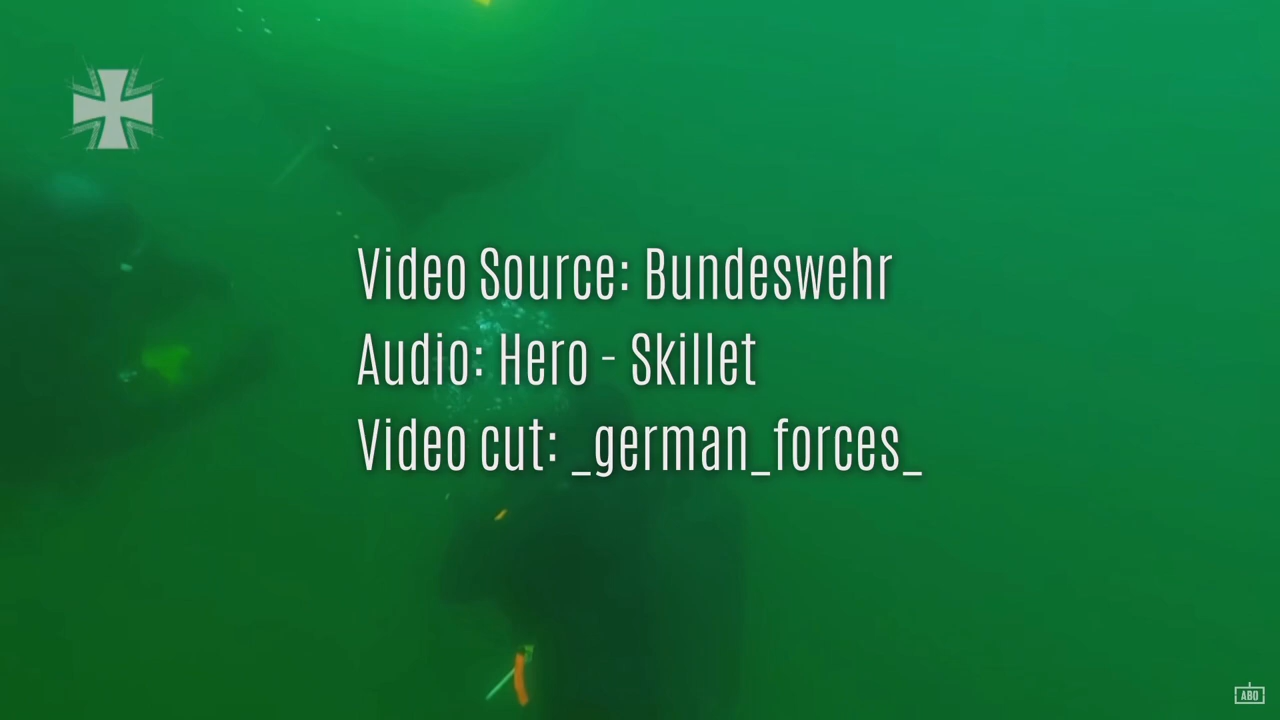 Video Source: Bundeswehr
Audio: Hero - Skillet
Video cut: _german_forces_
ABO